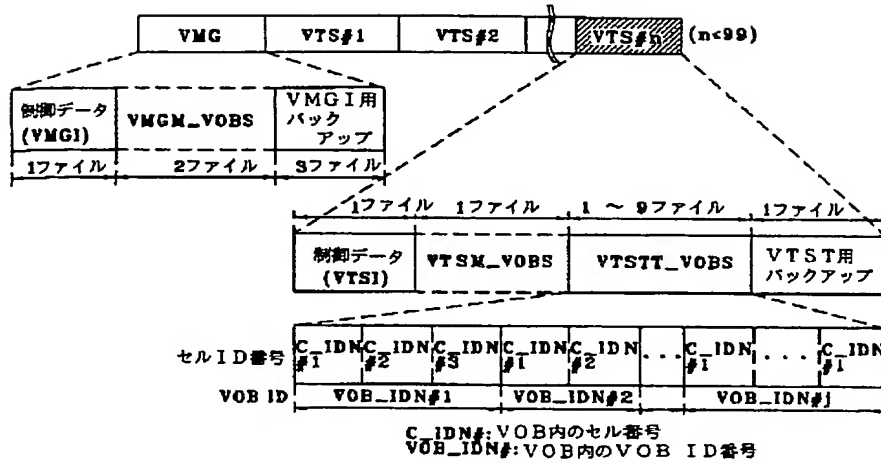 VMG VTS#1 VTS#2 VTS#n (n<99)
制御データ
(VMGI)
VMGM_VOBS
VMGI用
バック
アップ
1ファイル 2ファイル 3ファイル
1ファイル 1ファイル 1 ~ 9ファイル 1ファイル
制御データ
(VTSI)
VTSM_VOBS
VTSTT_VOBS
VTST用
バックアップ
セルID番号
C_IDN
#1
C_IDN
#2
C_IDN
#3
C_IDN
#1
C_IDN
#2
...
C_IDN
#1
....
C_IDN
#1
VOB ID VOB_IDN#1 VOB_IDN#2 VOB_IDN#j
C_IDN#:VOB内のセル番号
VOB_IDN#:VOB内のVOB ID番号